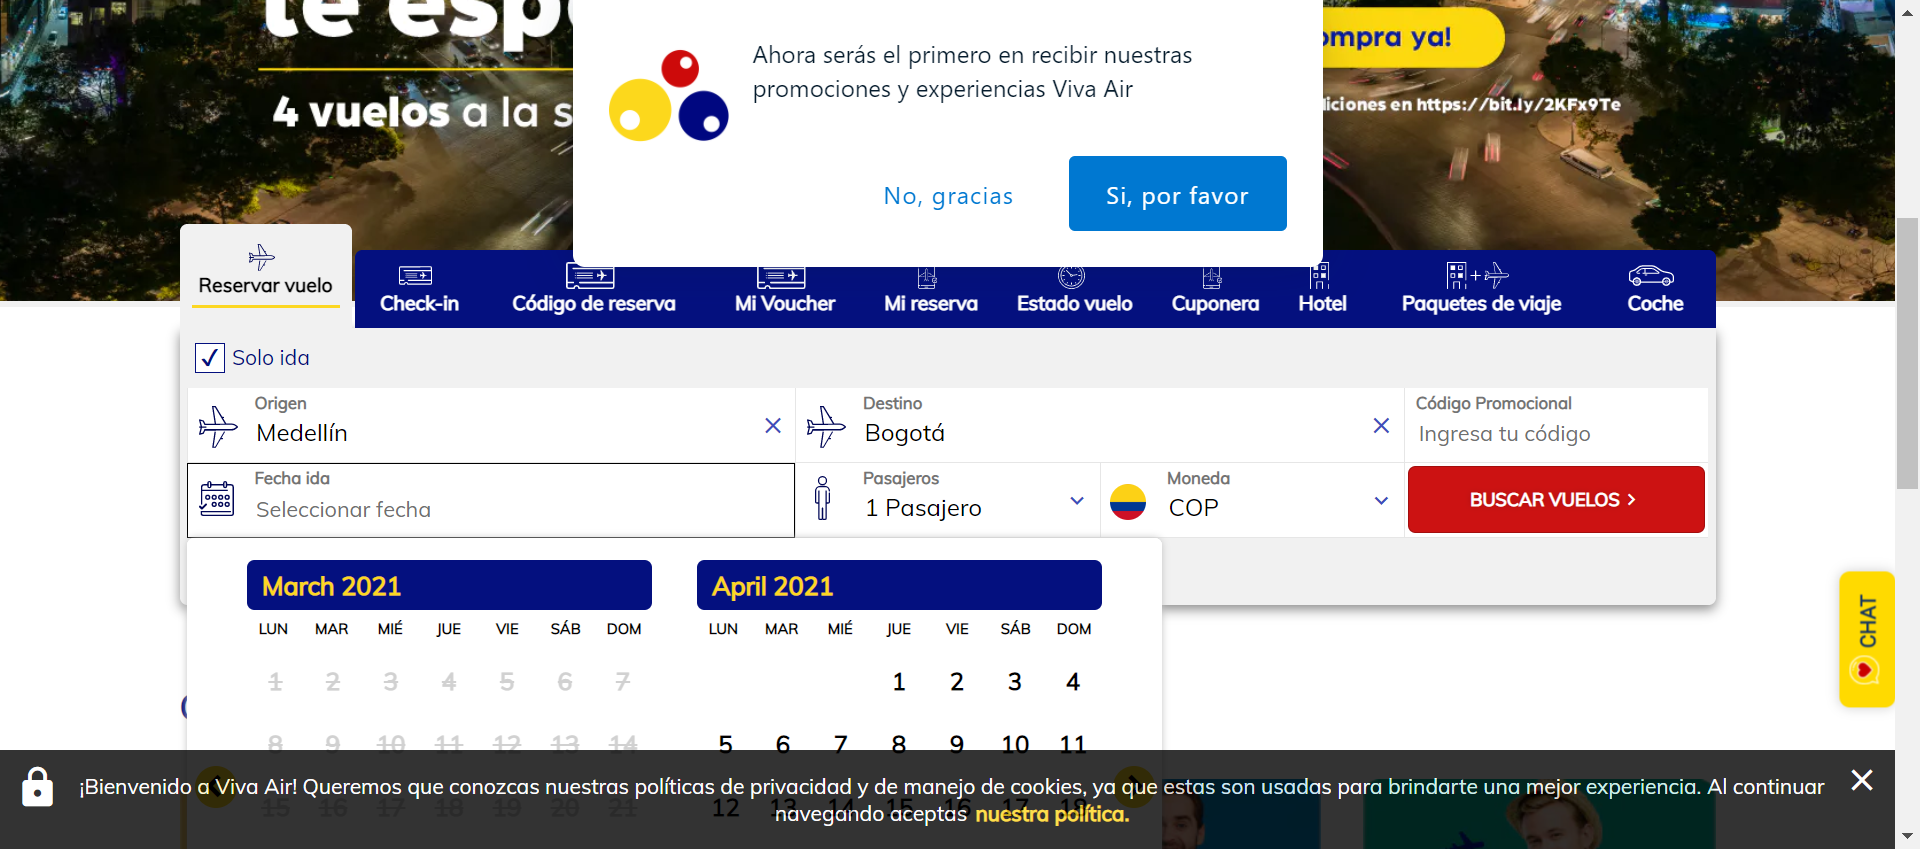 te esp
4 vuelos a la s
ompra ya!
diciones en https://bit.ly/2KFx9Te
Ahora serás el primero en recibir nuestras
promociones y experiencias Viva Air
No, gracias
Si, por favor
Reservar vuelo
Check-in
Código de reserva
Mi Voucher
Mi reserva
Estado vuelo
Cuponera
Hotel
Paquetes de viaje
Coche
Solo ida
Origen
Medellín
Destino
Bogotá
Código Promocional
Ingresa tu código
Fecha ida
Seleccionar fecha
Pasajeros
1 Pasajero
Moneda
COP
BUSCAR VUELOS
March 2021
April 2021
LUN MAR MIÉ JUE VIE SÁB DOM
LUN MAR MIÉ JUE VIE SÁB DOM
1 2 3 4 5 6 7
1 2 3 4
8 9 10 11 12 13 14
5 6 7 8 9 10 11
15 16 17 18 19 20 21
12 13 14 15 16 17 18
CHAT
¡Bienvenido a Viva Air! Queremos que conozcas nuestras políticas de privacidad y de manejo de cookies, ya que estas son usadas para brindarte una mejor experiencia. Al continuar
navegando aceptas nuestra política.